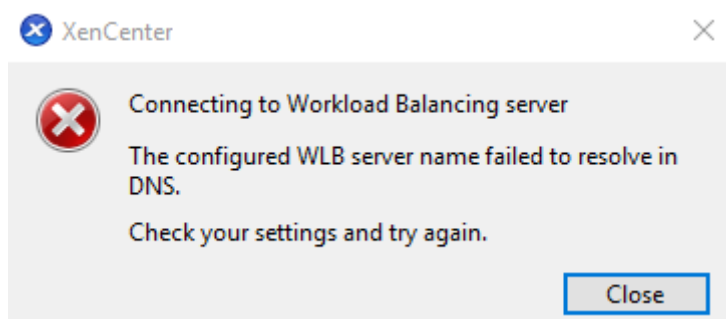 XenCenter
Connecting to Workload Balancing server
The configured WLB server name failed to resolve in
DNS.
Check your settings and try again.
Close